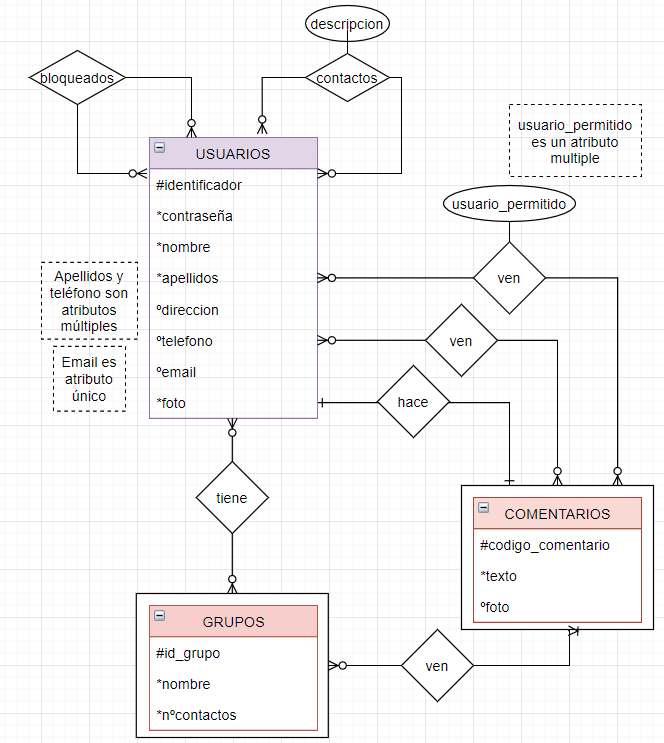 descripcion
bloqueados
contactos
usuario_permitido
es un atributo
multiple
USUARIOS
#identificador
*contraseña
*nombre
*apellidos
ºdireccion
ºtelefono
ºemail
*foto
usuario_permitido
Apellidos y
teléfono son
atributos
múltiples
Email es
atributo
único
ven
ven
hace
tiene
COMENTARIOS
#codigo_comentario
*texto
ºfoto
GRUPOS
#id_grupo
*nombre
*nºcontactos
ven